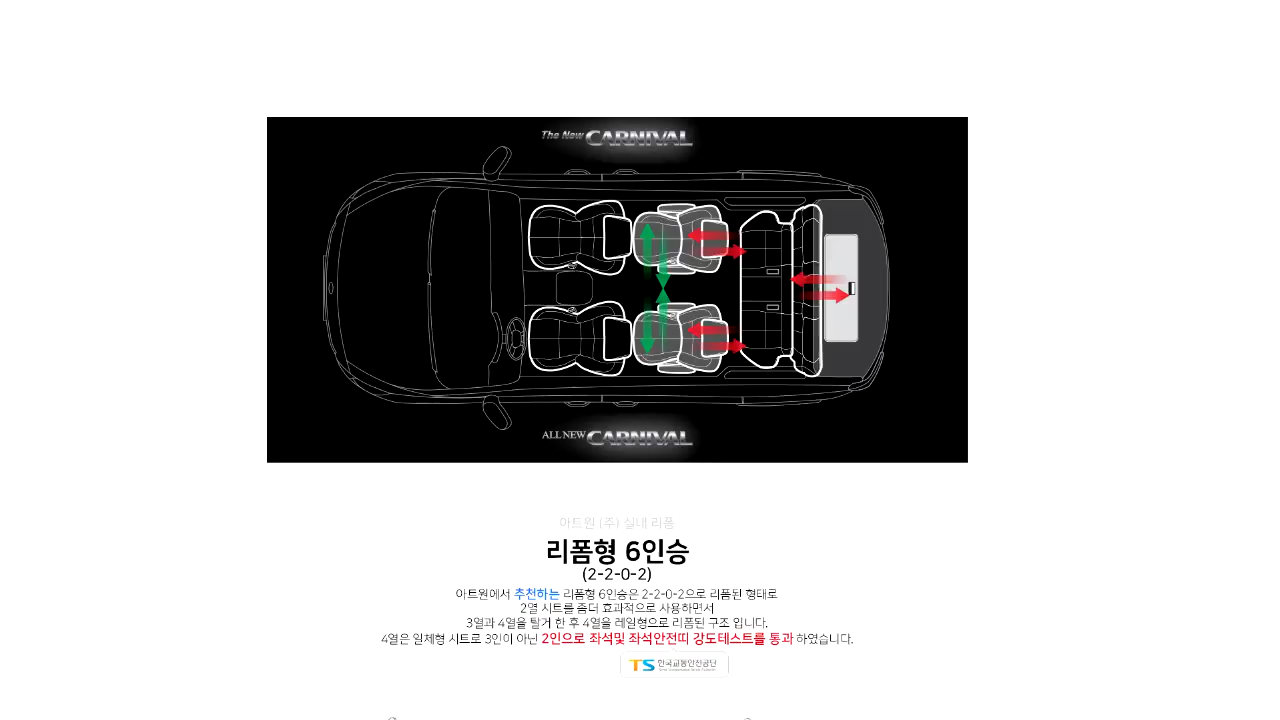 The New CARNIVAL
ALL NEW CARNIVAL
아트원 (주) 실내 리폼
리폼형 6인승
(2-2-0-2)
아트원에서 추천하는 리폼형 6인승은 2-2-0-2으로 리폼된 형태로
2열 시트를 좀더 효과적으로 사용하면서
3열과 4열을 탈거 한 후 4열을 레일형으로 리폼된 구조 입니다.
4열은 일체형 시트로 3인이 아닌 2인으로 좌석및 좌석안전띠 강도테스트를 통과 하였습니다.
TS 한국교통안전공단